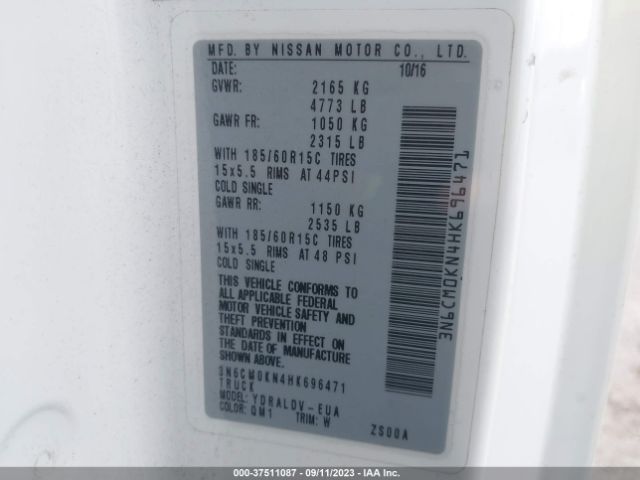 MFD. BY NISSAN MOTOR CO., LTD.
DATE: 10/16
GVWR: 2165 KG
4773 LB
GAWR FR: 1050 KG
2315 LB
WITH 185/60R15C TIRES
15x5.5 RIMS AT 44PSI
COLD SINGLE
GAWR RR: 1150 KG
2535 LB
WITH 185/60R15C TIRES
15x5.5 RIMS AT 48 PSI
COLD SINGLE
THIS VEHICLE CONFORMS TO
ALL APPLICABLE FEDERAL
MOTOR VEHICLE SAFETY AND
THEFT PREVENTION
STANDARDS IN EFFECT ON
THE DATE OF MANUFACTURE
SHOWN ABOVE.
3N6CM0KN4HK696471
TRUCK
MODEL: YDRALDV-EUA
COLOR: QM1 TRIM: W
ZS00A
3N6CM0KN4HK696471
000-37511087 - 09/11/2023 - COPYRIGHT IAA, Inc.